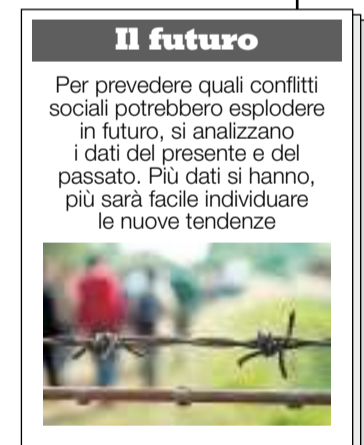 Il futuro
Per prevedere quali conflitti
sociali potrebbero esplodere
in futuro, si analizzano
i dati del presente e del
passato. Più dati si hanno,
più sarà facile individuare
le nuove tendenze